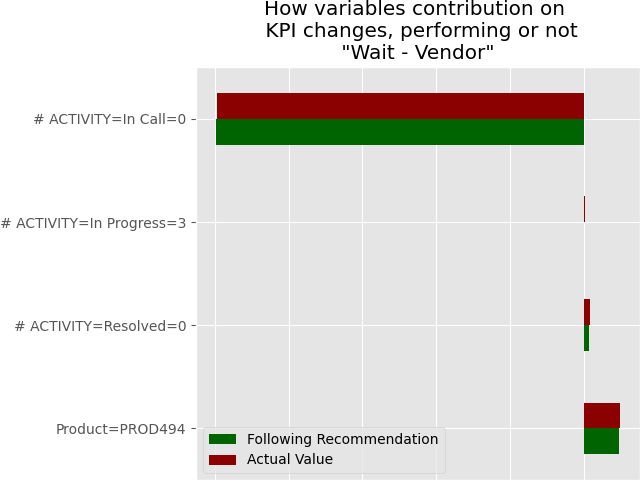 How variables contribution on
KPI changes, performing or not
"Wait - Vendor"
# ACTIVITY=In Call=0
# ACTIVITY=In Progress=3
# ACTIVITY=Resolved=0
Product=PROD494
Following Recommendation
Actual Value